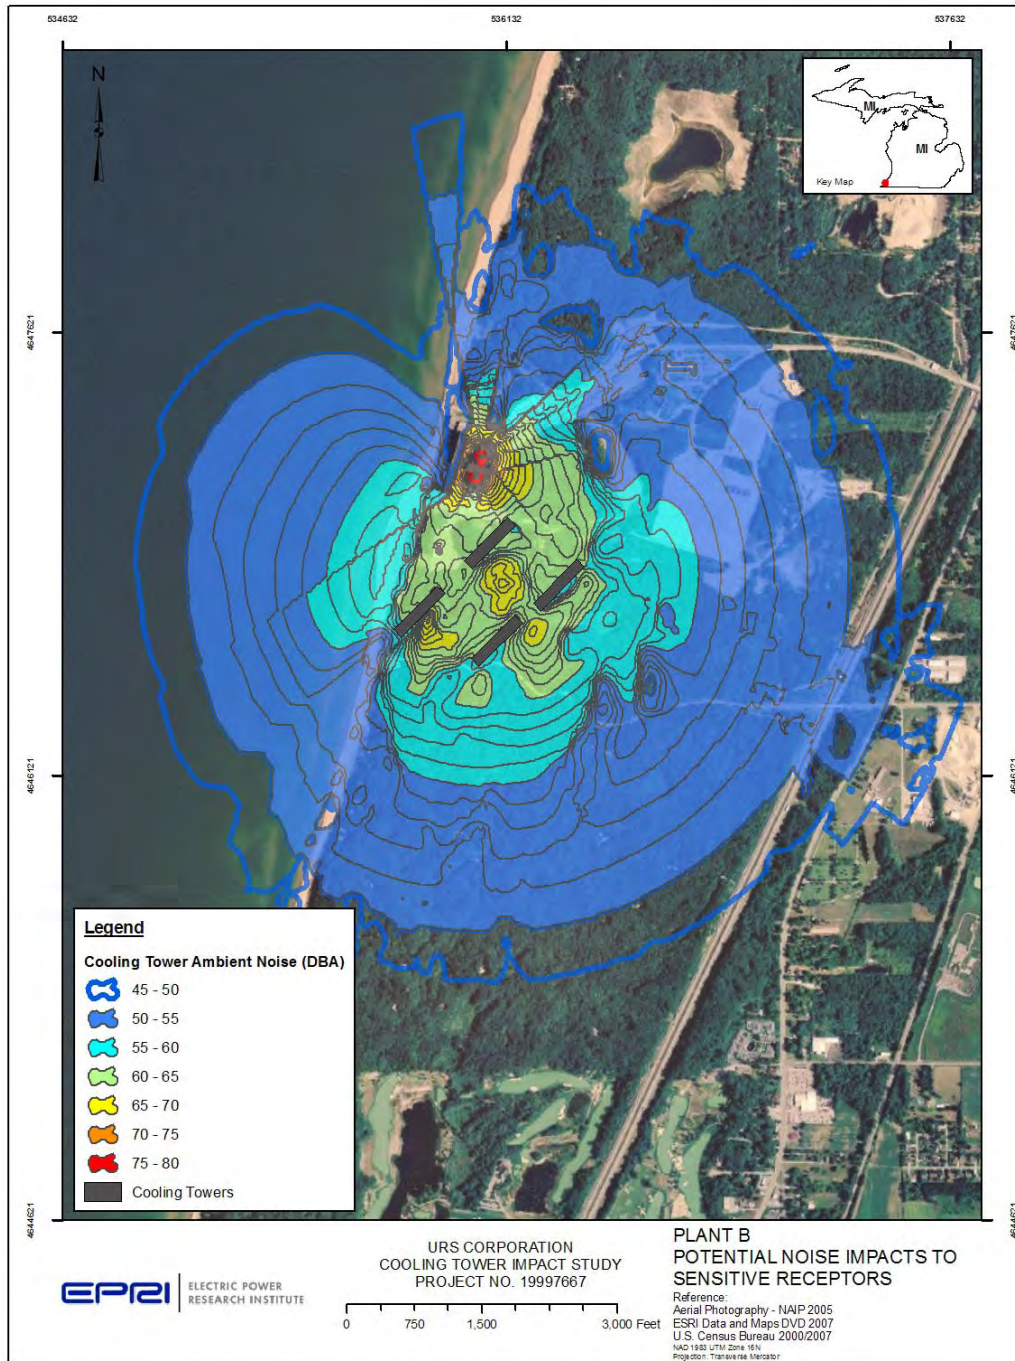 534632
536132
537632
N
MI
MI
Key Map
4647621
4647621
4646121
4646121
4644621
4644621
Legend
Cooling Tower Ambient Noise (DBA)
45 - 50
50 - 55
55 - 60
60 - 65
65 - 70
70 - 75
75 - 80
Cooling Towers
EPRI
ELECTRIC POWER
RESEARCH INSTITUTE
URS CORPORATION
COOLING TOWER IMPACT STUDY
PROJECT NO. 19997667
0 750 1,500 3,000 Feet
PLANT B
POTENTIAL NOISE IMPACTS TO
SENSITIVE RECEPTORS
Reference:
Aerial Photography - NAIP 2005
ESRI Data and Maps DVD 2007
U.S. Census Bureau 2000/2007
NAD 1983 UTM Zone 16N
Projection: Transverse Mercator